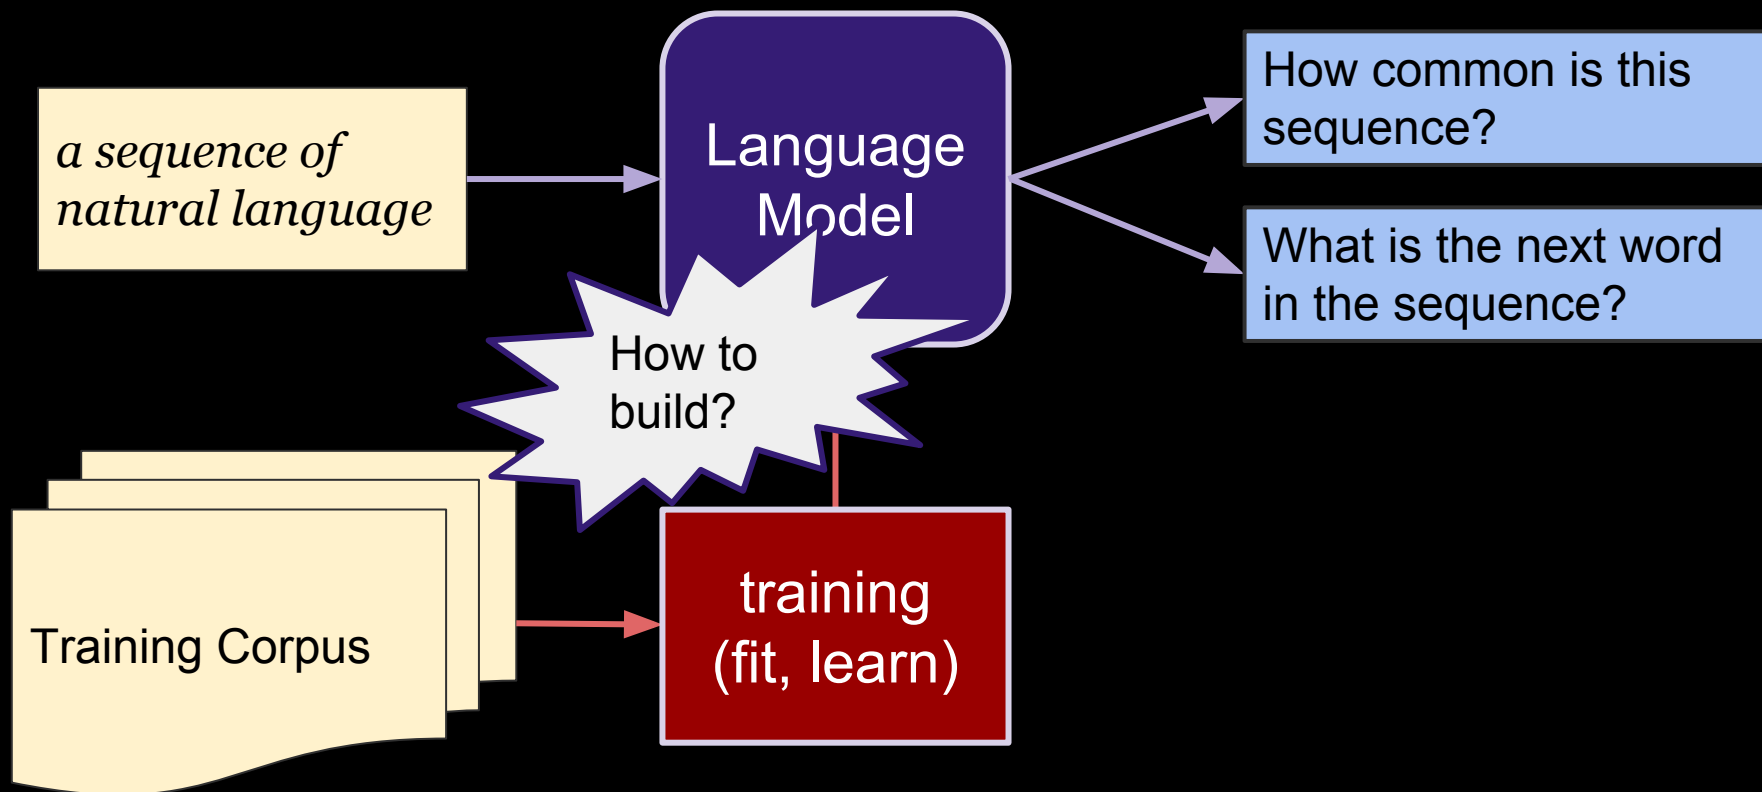 a sequence of
natural language
Language
Model
How common is this
sequence?
What is the next word
in the sequence?
How to
build?
Training Corpus
training
(fit, learn)